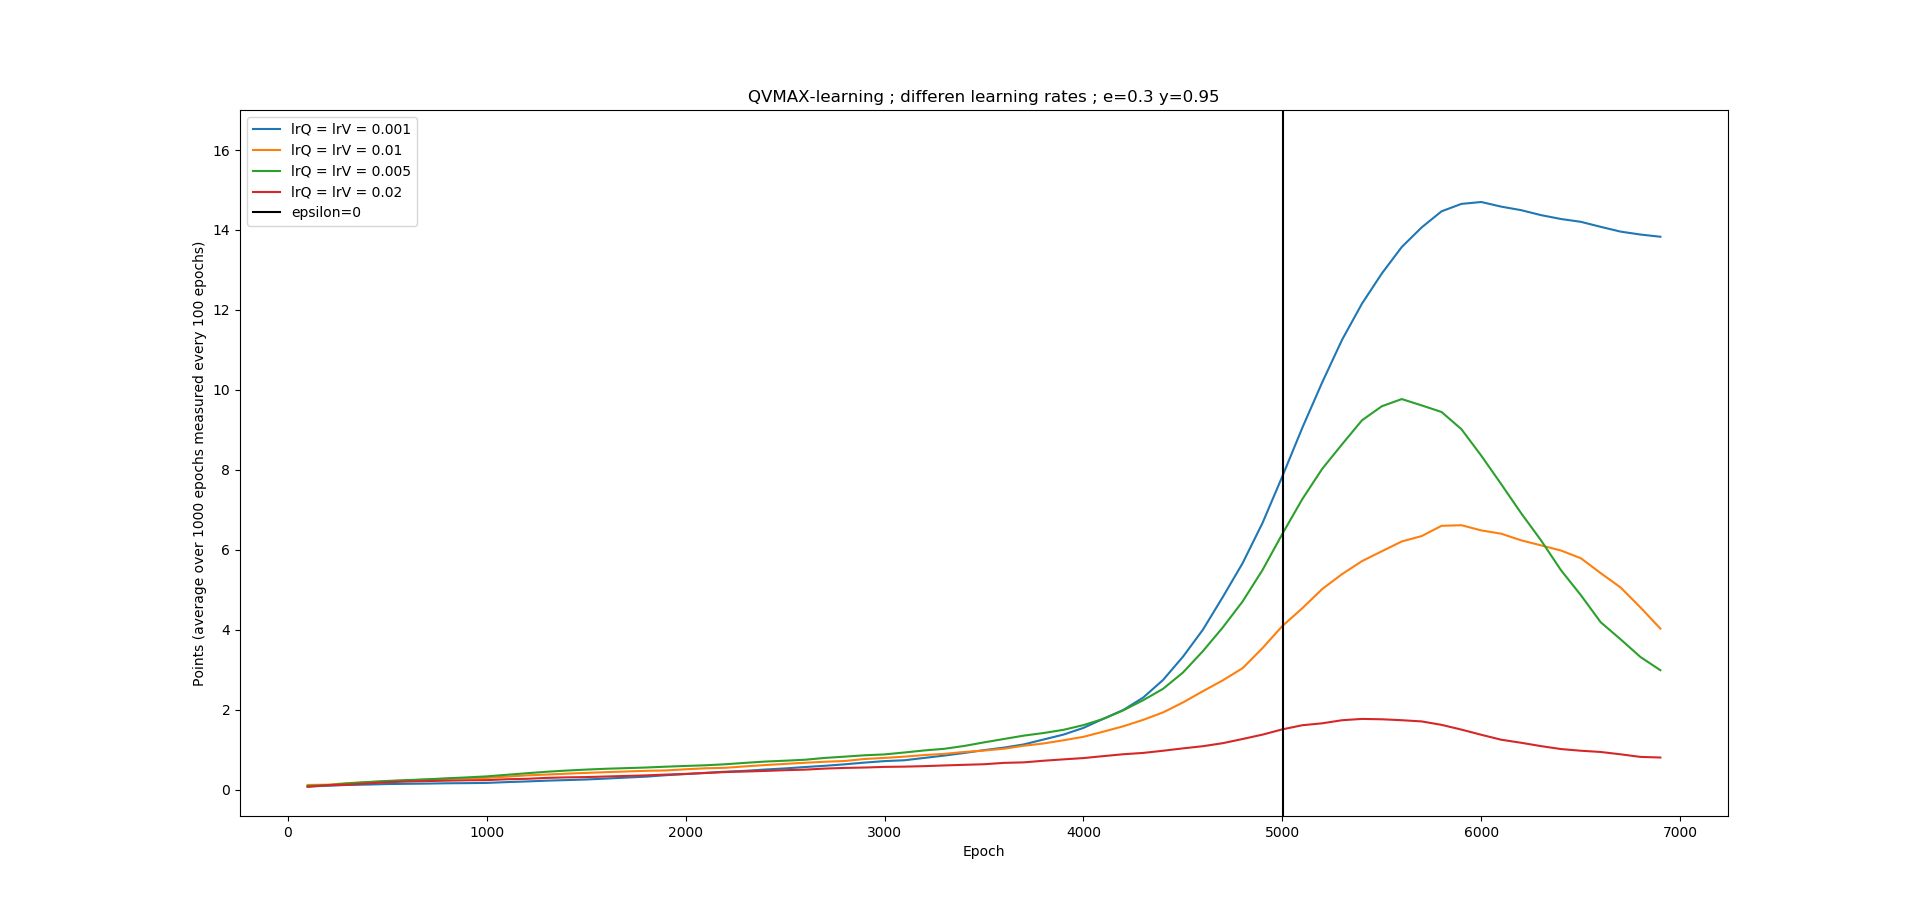 QVMAX-learning ; differen learning rates ; e=0.3 y=0.95
lrQ = lrV = 0.001
lrQ = lrV = 0.01
lrQ = lrV = 0.005
lrQ = lrV = 0.02
epsilon=0
Points (average over 1000 epochs measured every 100 epochs)
16
14
12
10
8
6
4
2
0
0 1000 2000 3000 4000 5000 6000 7000
Epoch